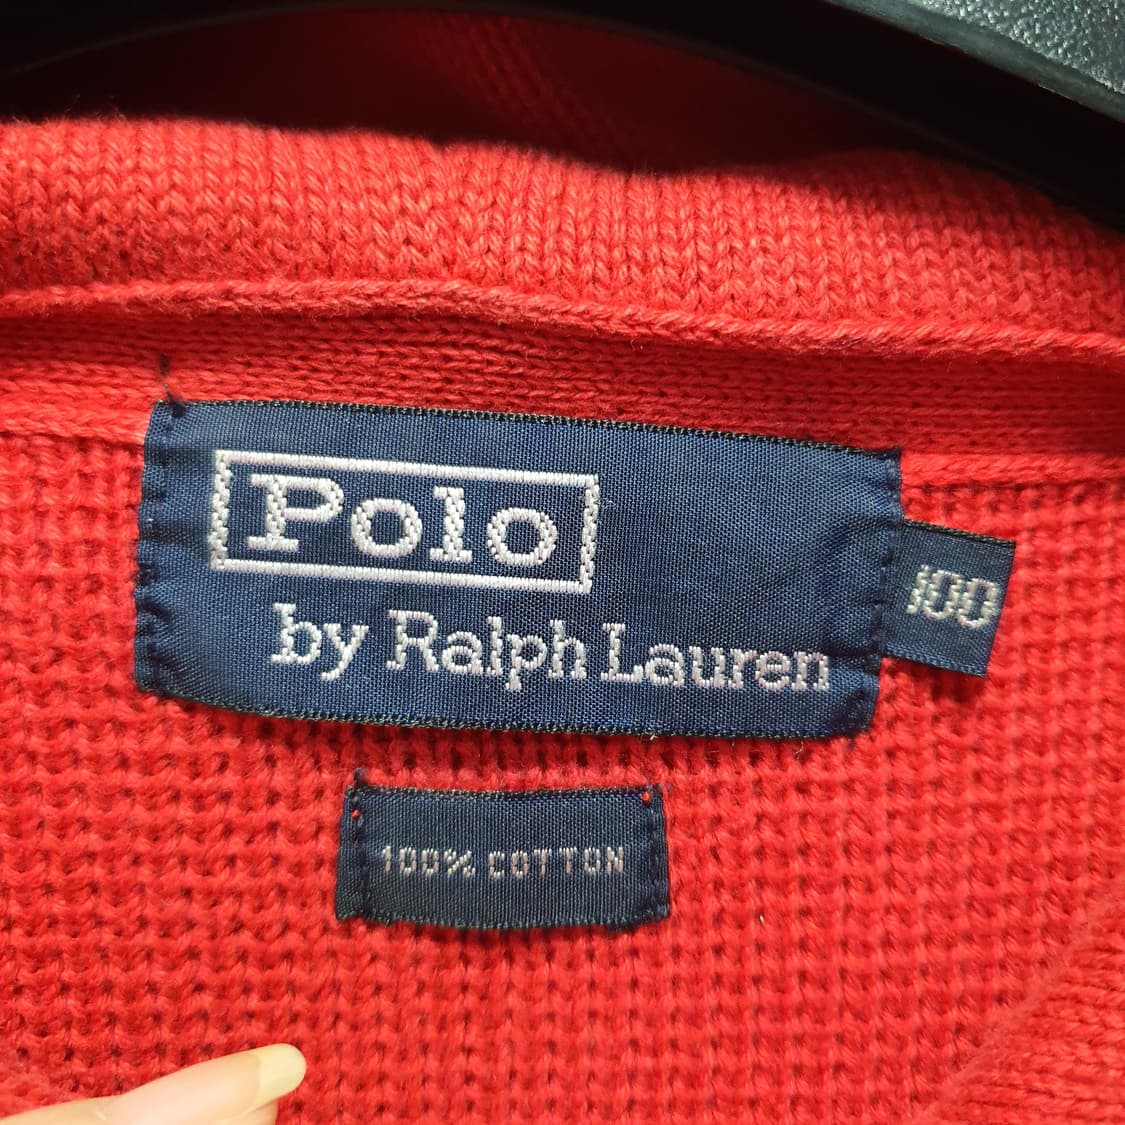 Polo
by Ralph Lauren
100
100% COTTON